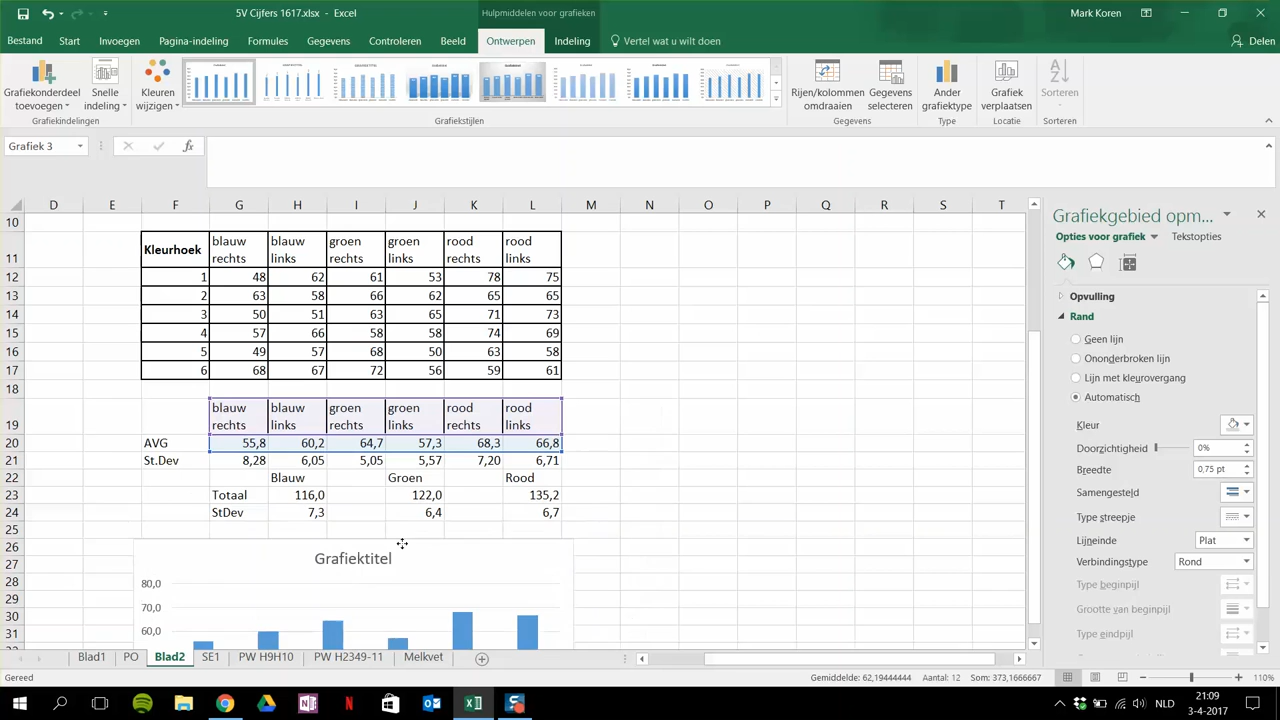 5V Cijfers 1617.xlsx - Excel
Hulpmiddelen voor grafieken
Mark Koren
Bestand Start Invoegen Pagina-indeling Formules Gegevens Controleren Beeld Ontwerpen Indeling Vertel wat u wilt doen Delen
Grafiekonderdeel toevoegen
Snelle indeling
Kleuren wijzigen
Rijen/kolommen omdraaien
Gegevens selecteren
Ander grafiektype
Grafiek verplaatsen
Sorteren
Grafiekindelingen Grafiekstijlen Gegevens Type Locatie Sorteren
Grafiek 3 fx
D E F G H I J K L M N O P Q R S T
10
11 Kleurhoek blauw rechts blauw links groen rechts groen links rood rechts rood links
12 1 48 62 61 53 78 75
13 2 63 58 66 62 65 65
14 3 50 51 63 65 71 73
15 4 57 66 58 58 74 69
16 5 49 57 68 50 63 58
17 6 68 67 72 56 59 61
18
19 blauw rechts blauw links groen rechts groen links rood rechts rood links
20 AVG 55,8 60,2 64,7 57,3 68,3 66,8
21 St.Dev 8,28 6,05 5,05 5,57 7,20 6,71
22 Blauw Groen Rood
23 Totaal 116,0 122,0 135,2
24 StDev 7,3 6,4 6,7
25
26
27
28
29
30
31
Grafiektitel
80,0
70,0
60,0
Grafiekgebied opm...
Opties voor grafiek Tekstopties
Opvulling
Rand
Geen lijn
Ononderbroken lijn
Lijn met kleurovergang
Automatisch
Kleur
Doorzichtigheid 0%
Breedte 0,75 pt
Samengesteld
Type streepje
Lijneinde Plat
Verbindingstype Rond
Type beginpijl
Grootte van beginpijl
Type eindpijl
Blad1 PO Blad2 SE1 PW H9H10 PW H2349-11 Melkvet
Gereed Gemiddelde: 62,19444444 Aantal: 12 Som: 373,1666667 110%
NLD
21:09
3-4-2017